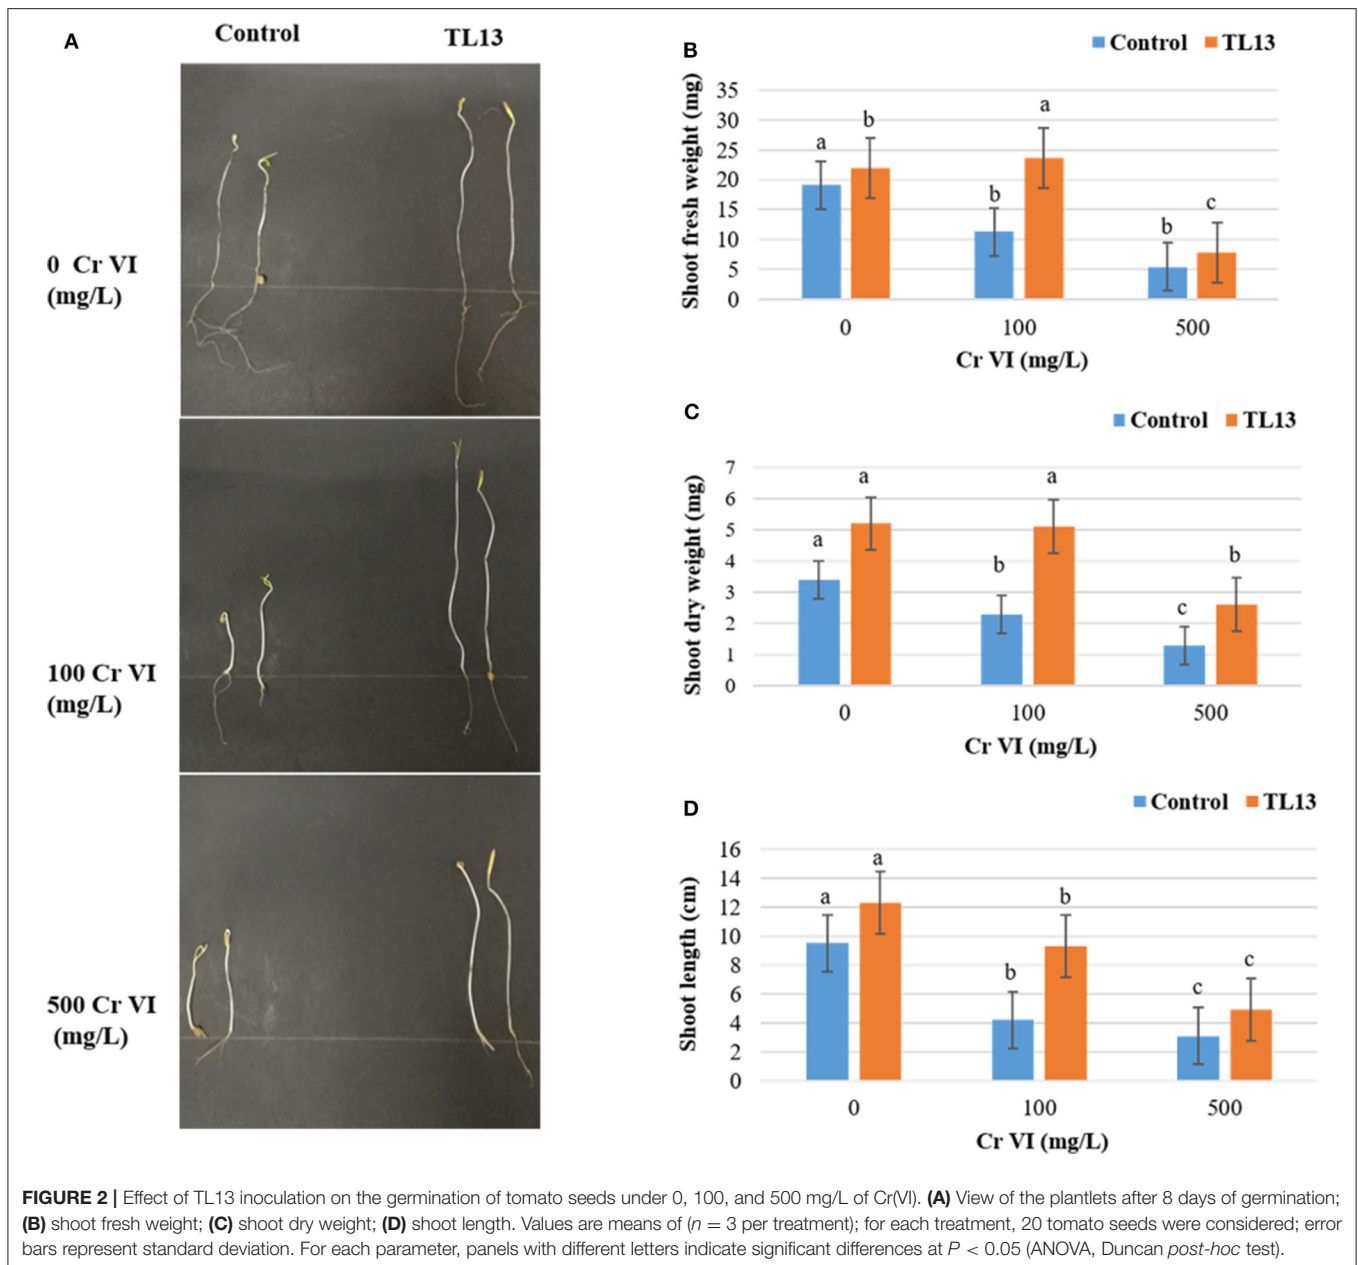 A
Control
TL13
0 Cr VI
(mg/L)
100 Cr VI
(mg/L)
500 Cr VI
(mg/L)
B
Control TL13
Shoot fresh weight (mg)
35
30
25
20
15
10
5
0
a
b
b
a
b
c
0 100 500
Cr VI (mg/L)
C
Control TL13
Shoot dry weight (mg)
7
6
5
4
3
2
1
0
a
a
b
a
c
b
0 100 500
Cr VI (mg/L)
D
Control TL13
Shoot length (cm)
16
14
12
10
8
6
4
2
0
a
a
b
b
c
c
0 100 500
Cr VI (mg/L)
FIGURE 2 | Effect of TL13 inoculation on the germination of tomato seeds under 0, 100, and 500 mg/L of Cr(VI). (A) View of the plantlets after 8 days of germination;
(B) shoot fresh weight; (C) shoot dry weight; (D) shoot length. Values are means of (n = 3 per treatment); for each treatment, 20 tomato seeds were considered; error
bars represent standard deviation. For each parameter, panels with different letters indicate significant differences at P < 0.05 (ANOVA, Duncan post-hoc test).